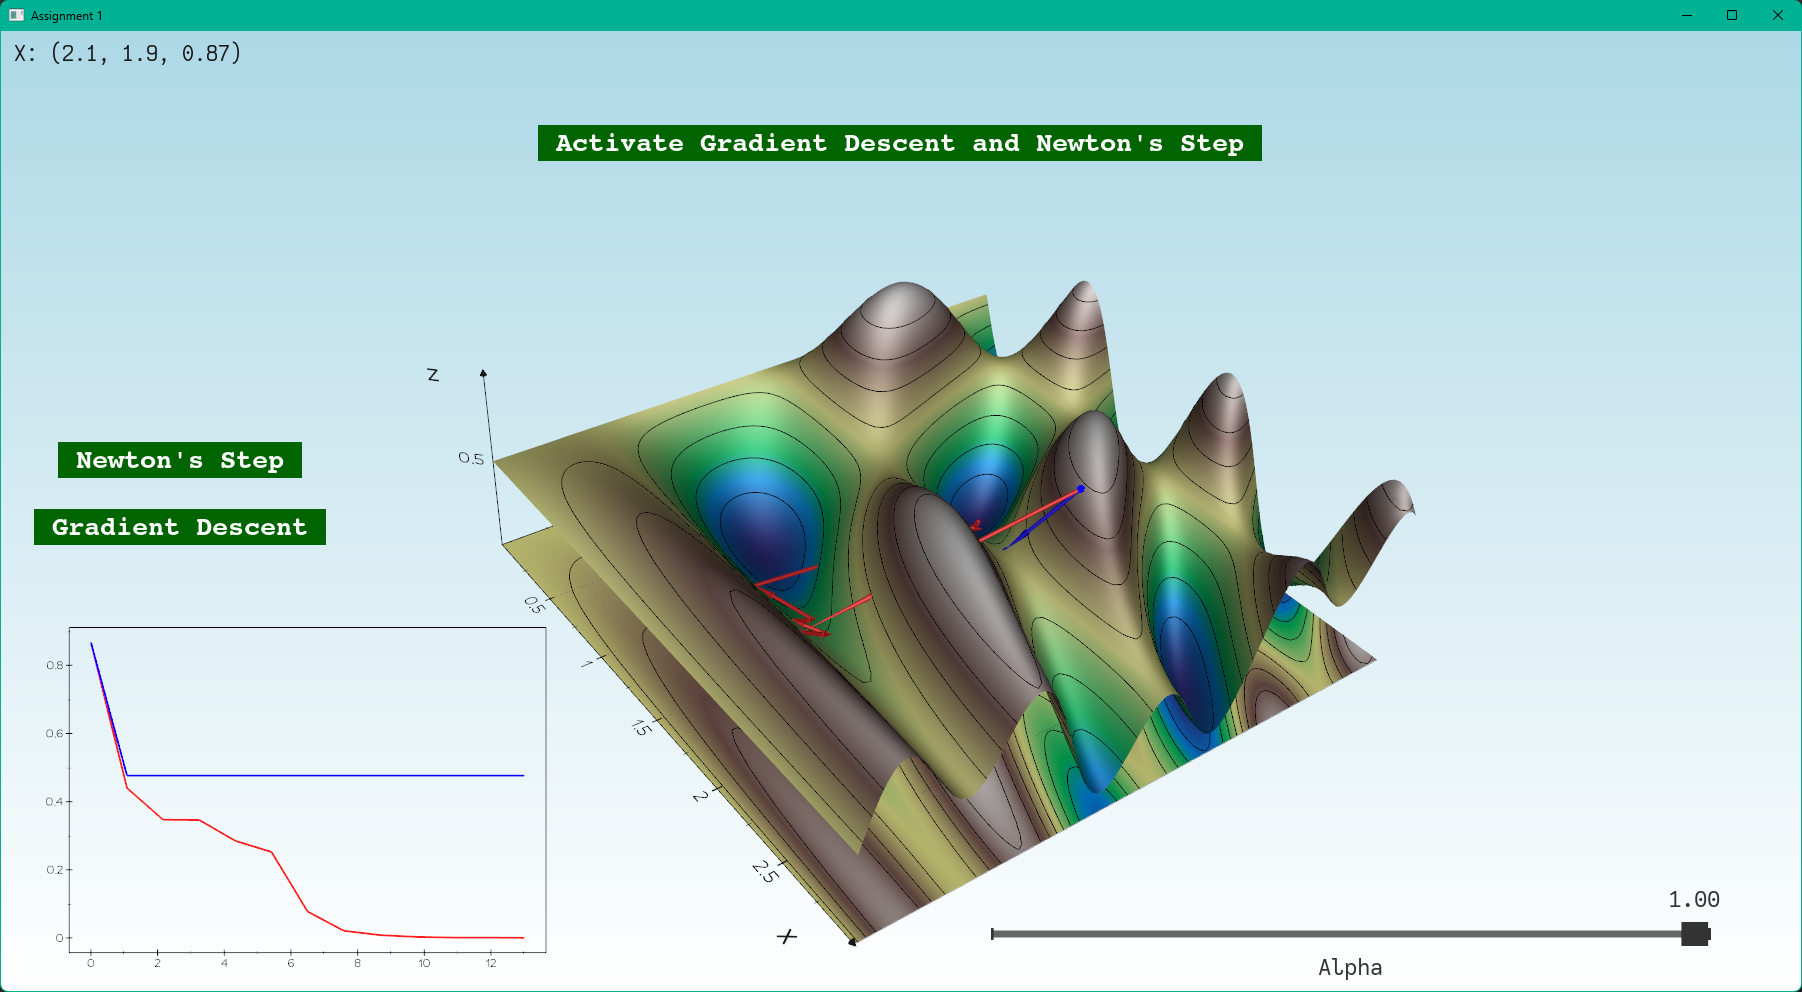 Assignment 1
X: (2.1, 1.9, 0.87)
Activate Gradient Descent and Newton's Step
Z
0.5
Newton's Step
Gradient Descent
0.5
1
1.5
2
2.5
X
0.8
0.6
0.4
0.2
0
0 2 4 6 8 10 12
1.00
Alpha